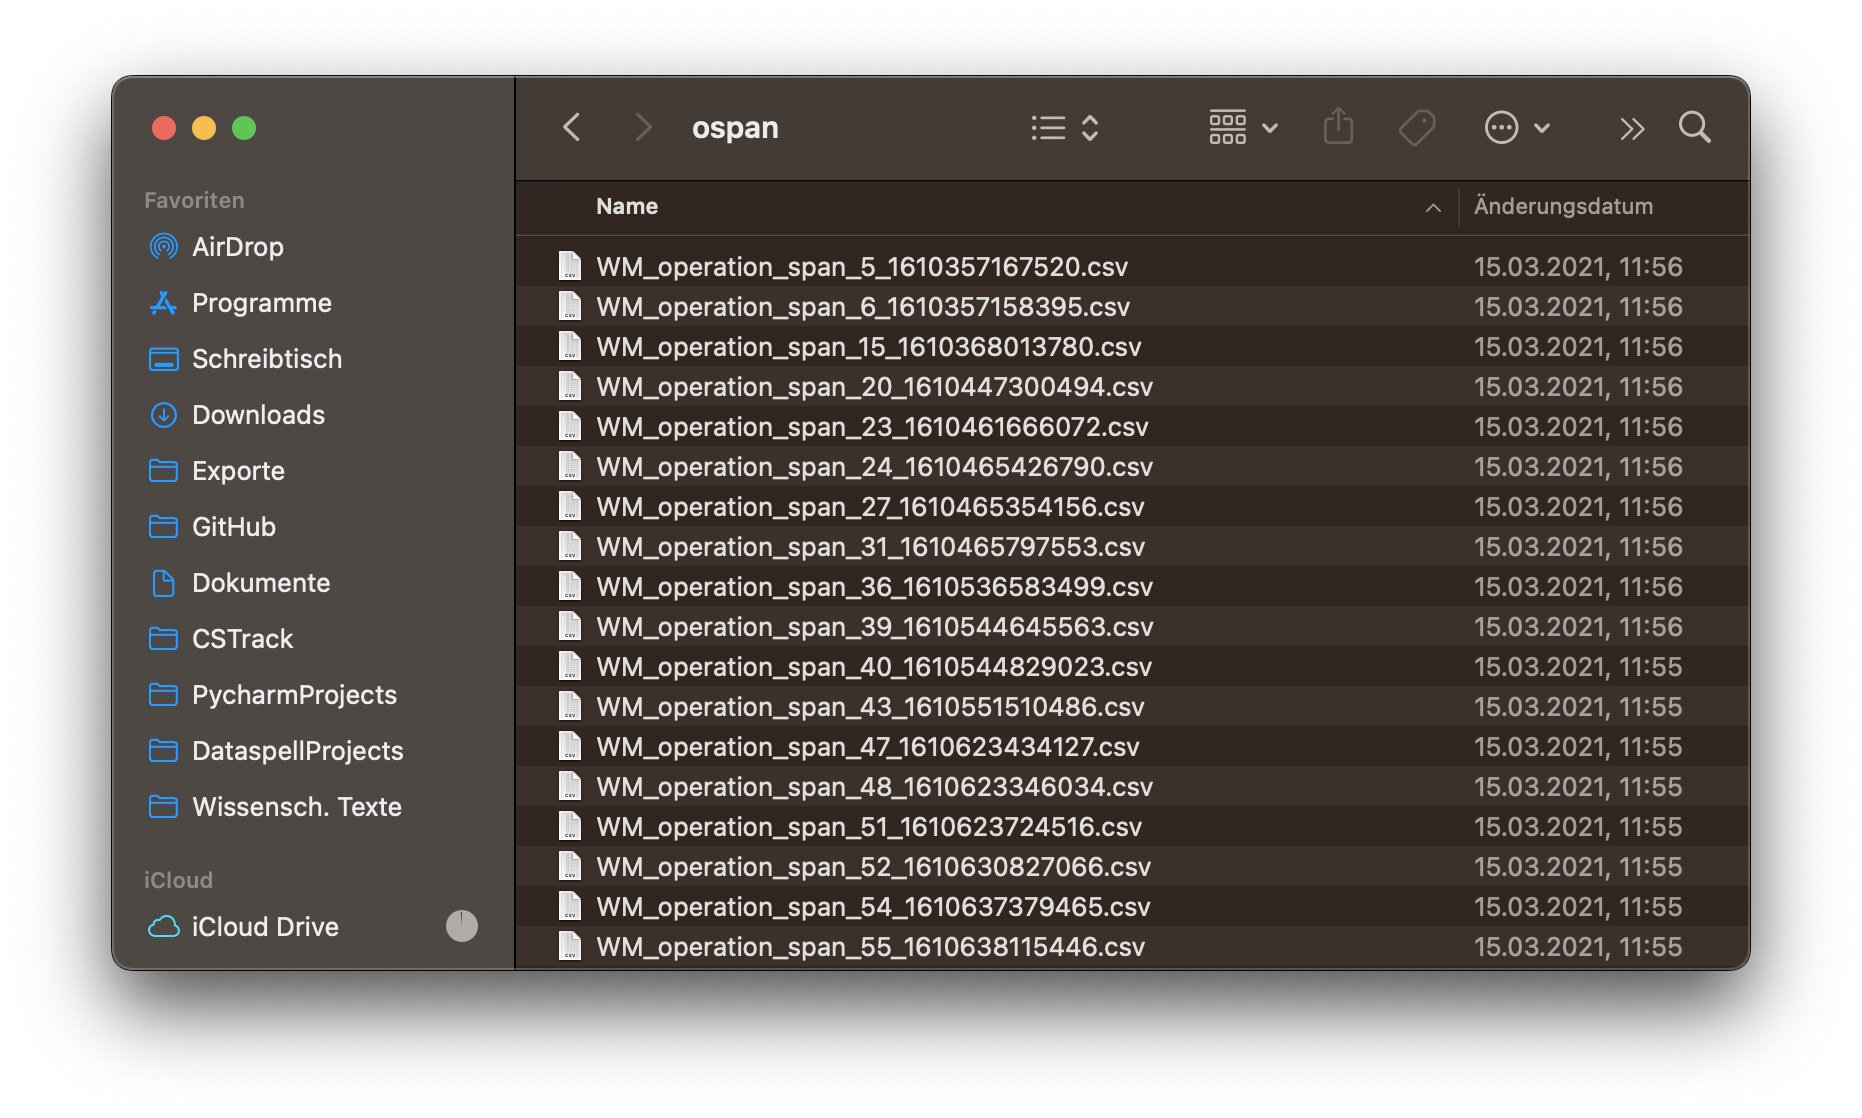 ospan
Favoriten
AirDrop
Programme
Schreibtisch
Downloads
Exporte
GitHub
Dokumente
CSTrack
PycharmProjects
DataspellProjects
Wissensch. Texte
iCloud
iCloud Drive
Name Änderungsdatum
WM_operation_span_5_1610357167520.csv 15.03.2021, 11:56
WM_operation_span_6_1610357158395.csv 15.03.2021, 11:56
WM_operation_span_15_1610368013780.csv 15.03.2021, 11:56
WM_operation_span_20_1610447300494.csv 15.03.2021, 11:56
WM_operation_span_23_1610461666072.csv 15.03.2021, 11:56
WM_operation_span_24_1610465426790.csv 15.03.2021, 11:56
WM_operation_span_27_1610465354156.csv 15.03.2021, 11:56
WM_operation_span_31_1610465797553.csv 15.03.2021, 11:56
WM_operation_span_36_1610536583499.csv 15.03.2021, 11:56
WM_operation_span_39_1610544645563.csv 15.03.2021, 11:56
WM_operation_span_40_1610544829023.csv 15.03.2021, 11:55
WM_operation_span_43_1610551510486.csv 15.03.2021, 11:55
WM_operation_span_47_1610623434127.csv 15.03.2021, 11:55
WM_operation_span_48_1610623346034.csv 15.03.2021, 11:55
WM_operation_span_51_1610623724516.csv 15.03.2021, 11:55
WM_operation_span_52_1610630827066.csv 15.03.2021, 11:55
WM_operation_span_54_1610637379465.csv 15.03.2021, 11:55
WM_operation_span_55_1610638115446.csv 15.03.2021, 11:55